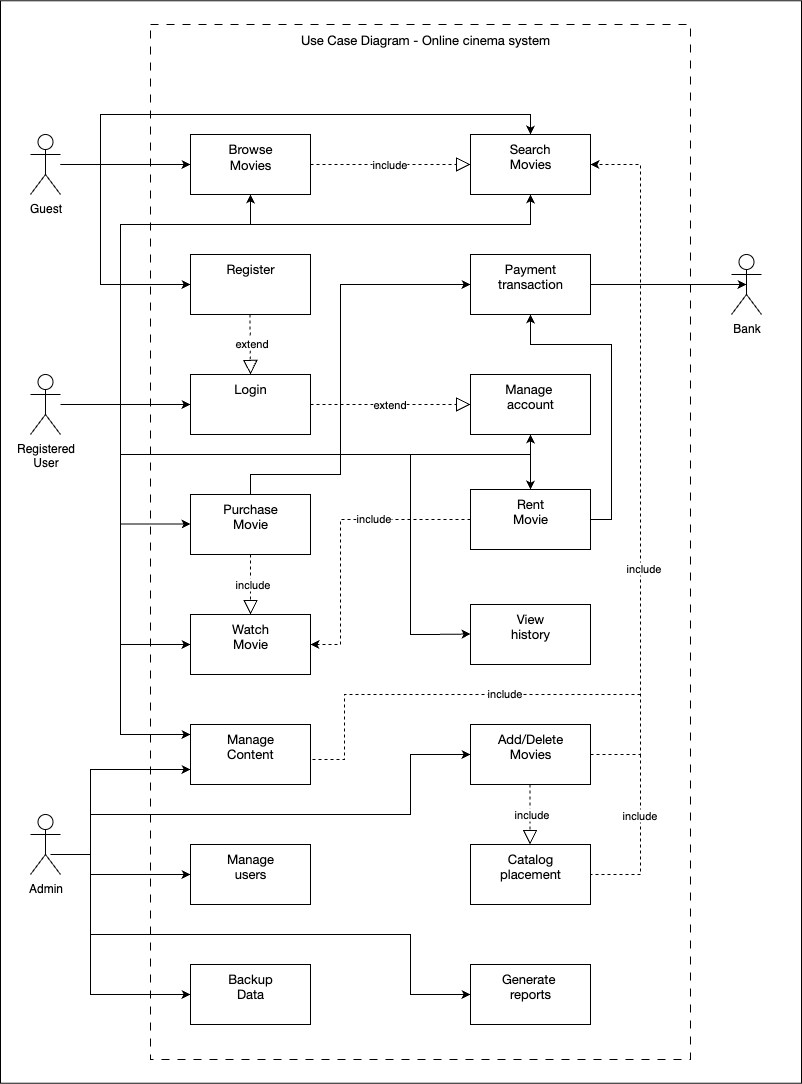 Use Case Diagram - Online cinema system
Browse
Movies
include
Search
Movies
Guest
Register
Payment
transaction
Bank
extend
Login
extend
Manage
account
Registered
User
Purchase
Movie
include
Rent
Movie
include
include
Watch
Movie
View
history
include
Manage
Content
Add/Delete
Movies
include
include
Admin
Manage
users
Catalog
placement
Backup
Data
Generate
reports